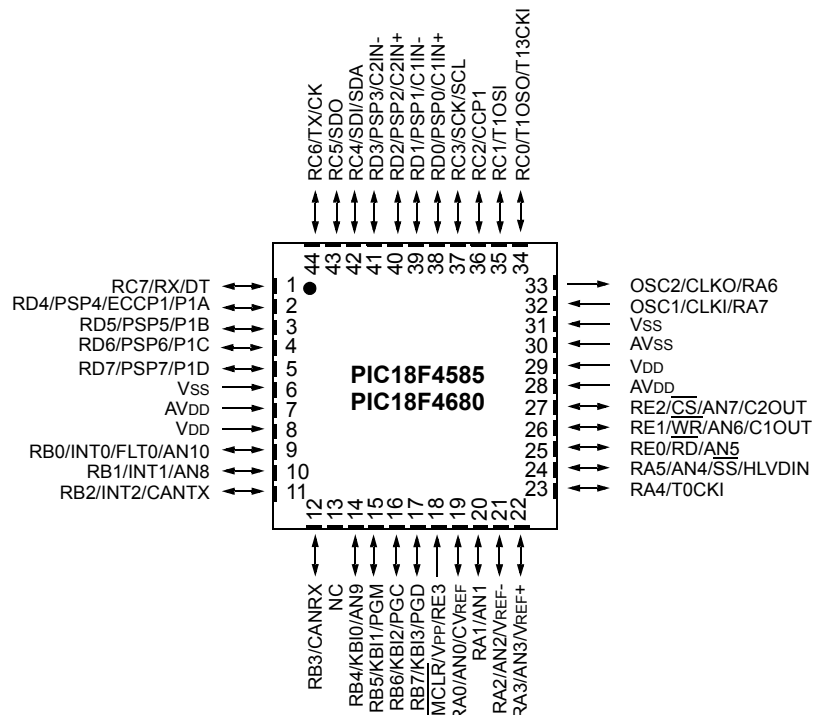 RC6/TX/CK
RC5/SDO
RC4/SDI/SDA
RD3/PSP3/C2IN-
RD2/PSP2/C2IN+
RD1/PSP1/C1IN-
RD0/PSP0/C1IN+
RC3/SCK/SCL
RC2/CCP1
RC1/T1OSI
RC0/T1OSO/T13CKI
44
43
42
41
40
39
38
37
36
35
34
RC7/RX/DT 1
RD4/PSP4/ECCP1/P1A 2
RD5/PSP5/P1B 3
RD6/PSP6/P1C 4
RD7/PSP7/P1D 5
VSS 6
AVDD 7
VDD 8
RB0/INT0/FLT0/AN10 9
RB1/INT1/AN8 10
RB2/INT2/CANTX 11
PIC18F4585
PIC18F4680
33 OSC2/CLKO/RA6
32 OSC1/CLKI/RA7
31 VSS
30 AVSS
29 VDD
28 AVDD
27 RE2/CS/AN7/C2OUT
26 RE1/WR/AN6/C1OUT
25 RE0/RD/AN5
24 RA5/AN4/SS/HLVDIN
23 RA4/T0CKI
12
13
14
15
16
17
18
19
20
21
22
RB3/CANRX
NC
RB4/KBI0/AN9
RB5/KBI1/PGM
RB6/KBI2/PGC
RB7/KBI3/PGD
MCLR/VPP/RE3
RA0/AN0/CVREF
RA1/AN1
RA2/AN2/VREF-
RA3/AN3/VREF+